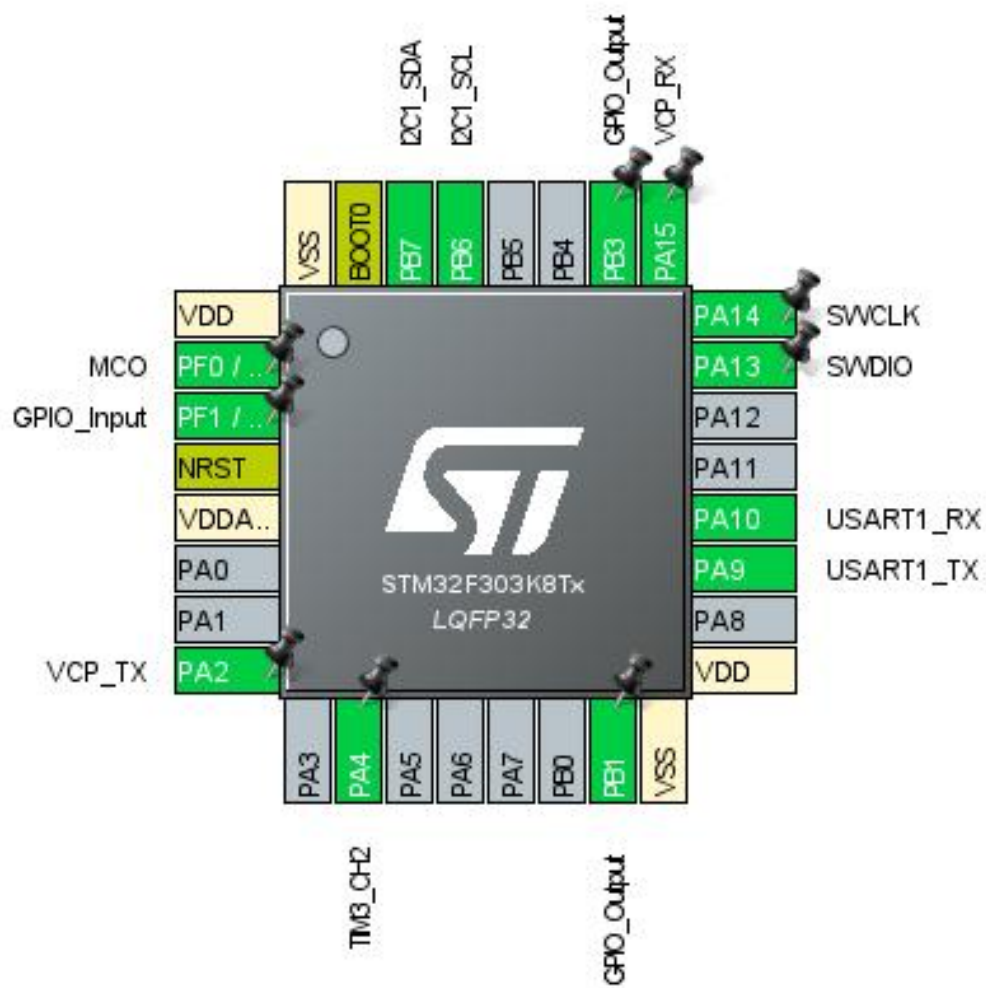 I2C1_SDA
I2C1_SCL
GPIO_Output
VCP_RX
VSS
BOOT0
PB7
PB6
PB5
PB4
PB3
PA15
VDD
MCO
PF0 / ..
GPIO_Input
PF1 / ..
NRST
VDDA..
PA0
PA1
VCP_TX
PA2
PA14
SWCLK
PA13
SWDIO
PA12
PA11
PA10
USART1_RX
PA9
USART1_TX
PA8
VDD
ST
STM32F303K8Tx
LQFP32
PA3
PA4
PA5
PA6
PA7
PB0
PB1
VSS
TIM3_CH2
GPIO_Output